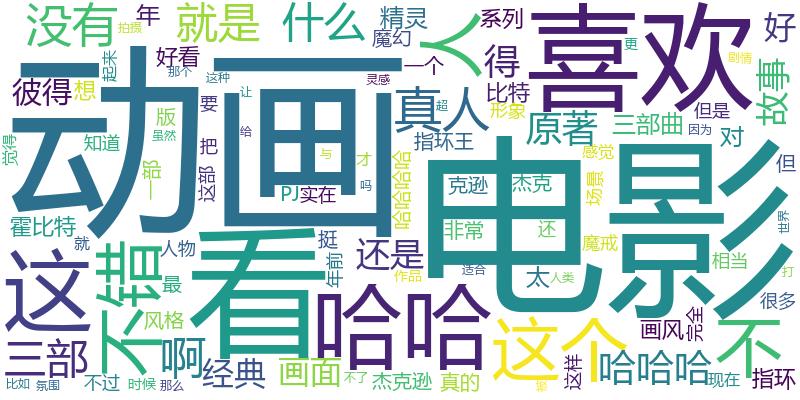 没有
就是
年
什么
精灵
魔幻
人
系列
一个
得
喜欢
好
拍摄
好看
那个
这种
灵感
起来
彼得
想
要
让
动画
真人
比特
形象
但是
因为
更
剧情
故事
版
虽然
给
超
指环王
原著
三部曲
对
知道
把
觉得
一部
这部
与
才
吗
哈哈哈哈
克逊
杰克
感觉
场景
但
PJ
实在
电影
霍比特
就
人物
挺
非常
还
魔戒
世界
这
不错
最
看
年前
还是
作品
适合
太
人类
相当
打
很多
风格
三部
啊
哈哈
这个
画风
完全
不
经典
画面
哈哈哈
这样
现在
指环
比如
氛围
不过
时候
那么
不了
杰克逊
真的